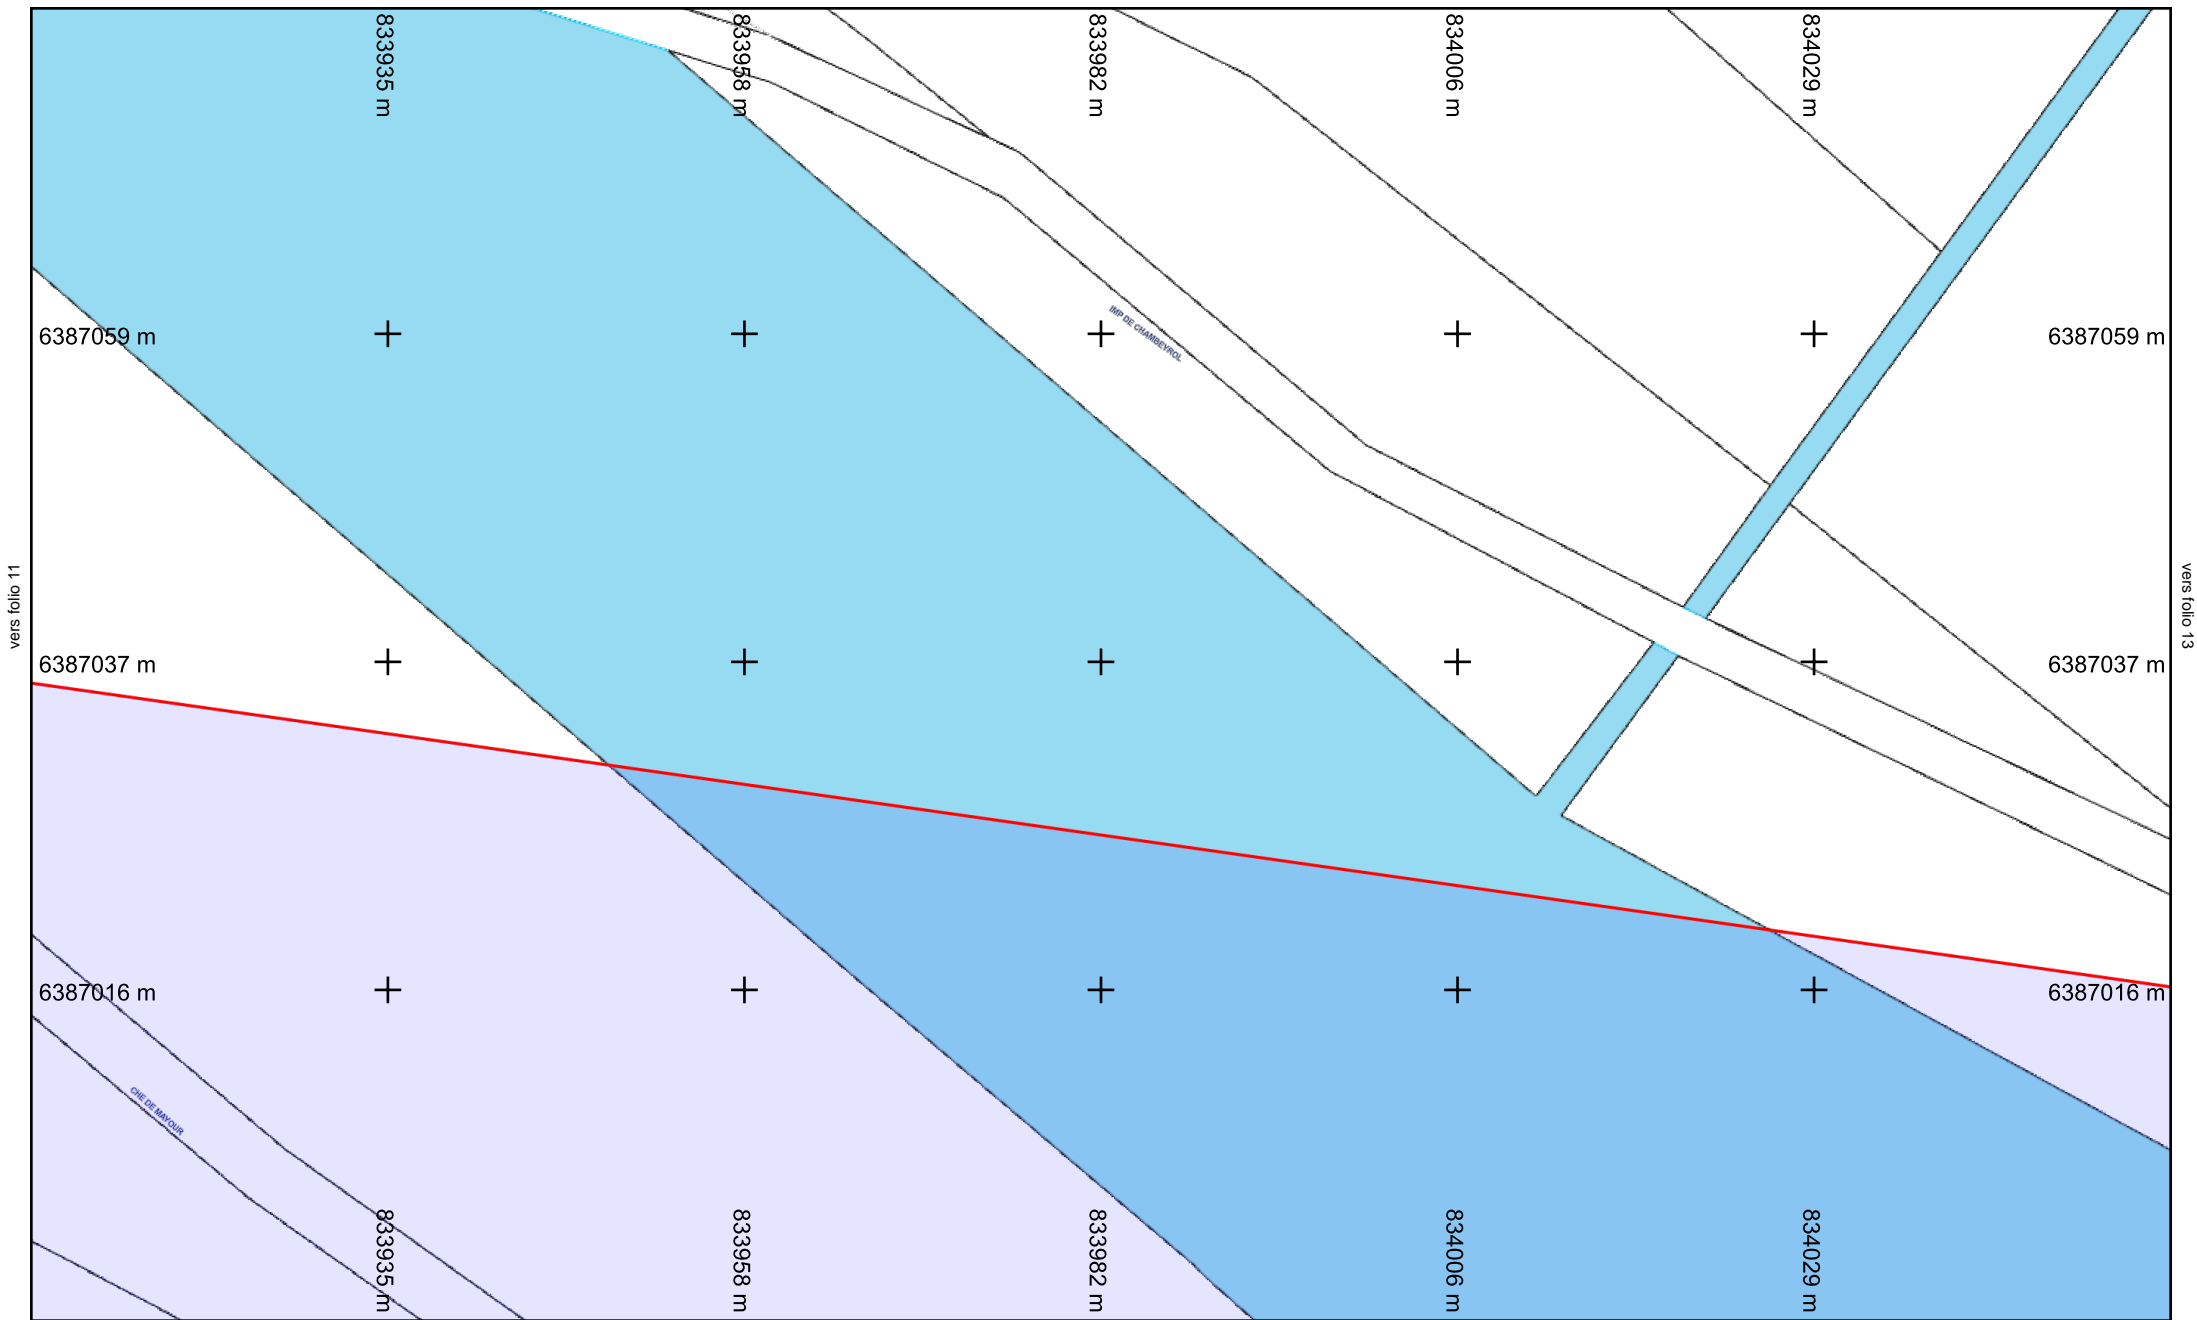 833935 m
833958 m
833982 m
834006 m
834029 m
6387059 m
6387059 m
IMP DE CHAMBEYROL
vers folio 11
vers folio 13
6387037 m
6387037 m
6387016 m
6387016 m
CHE DE MAYOUR
833935 m
833958 m
833982 m
834006 m
834029 m